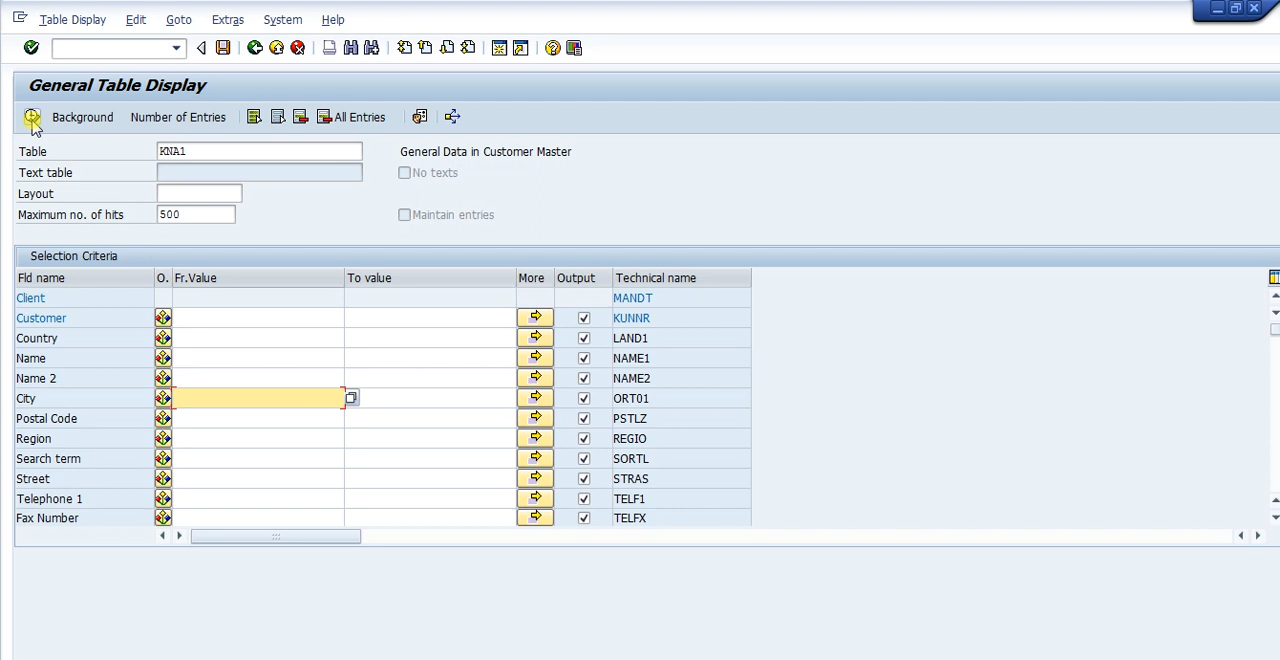 Table Display Edit Goto Extras System Help
General Table Display
Background Number of Entries All Entries
Table KNA1 General Data in Customer Master
Text table No texts
Layout
Maximum no. of hits 500 Maintain entries
Selection Criteria
Fld name O. Fr.Value To value More Output Technical name
Client MANDT
Customer KUNNR
Country LAND1
Name NAME1
Name 2 NAME2
City ORT01
Postal Code PSTLZ
Region REGIO
Search term SORTL
Street STRAS
Telephone 1 TELF1
Fax Number TELFX